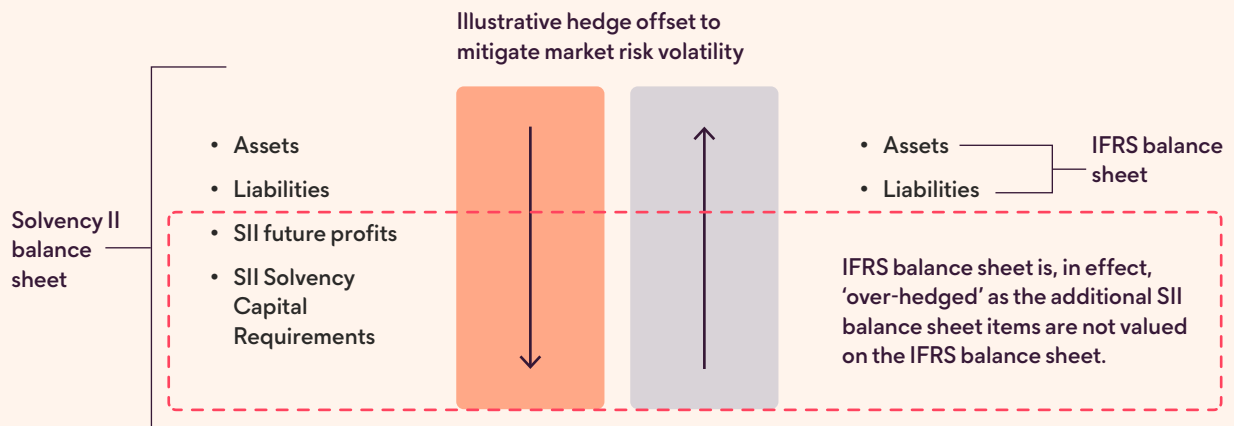 Illustrative hedge offset to
mitigate market risk volatility
Solvency II
balance
sheet
• Assets
• Liabilities
• SII future profits
• SII Solvency
Capital
Requirements
• Assets
• Liabilities
IFRS balance
sheet
IFRS balance sheet is, in effect,
‘over-hedged’ as the additional SII
balance sheet items are not valued
on the IFRS balance sheet.